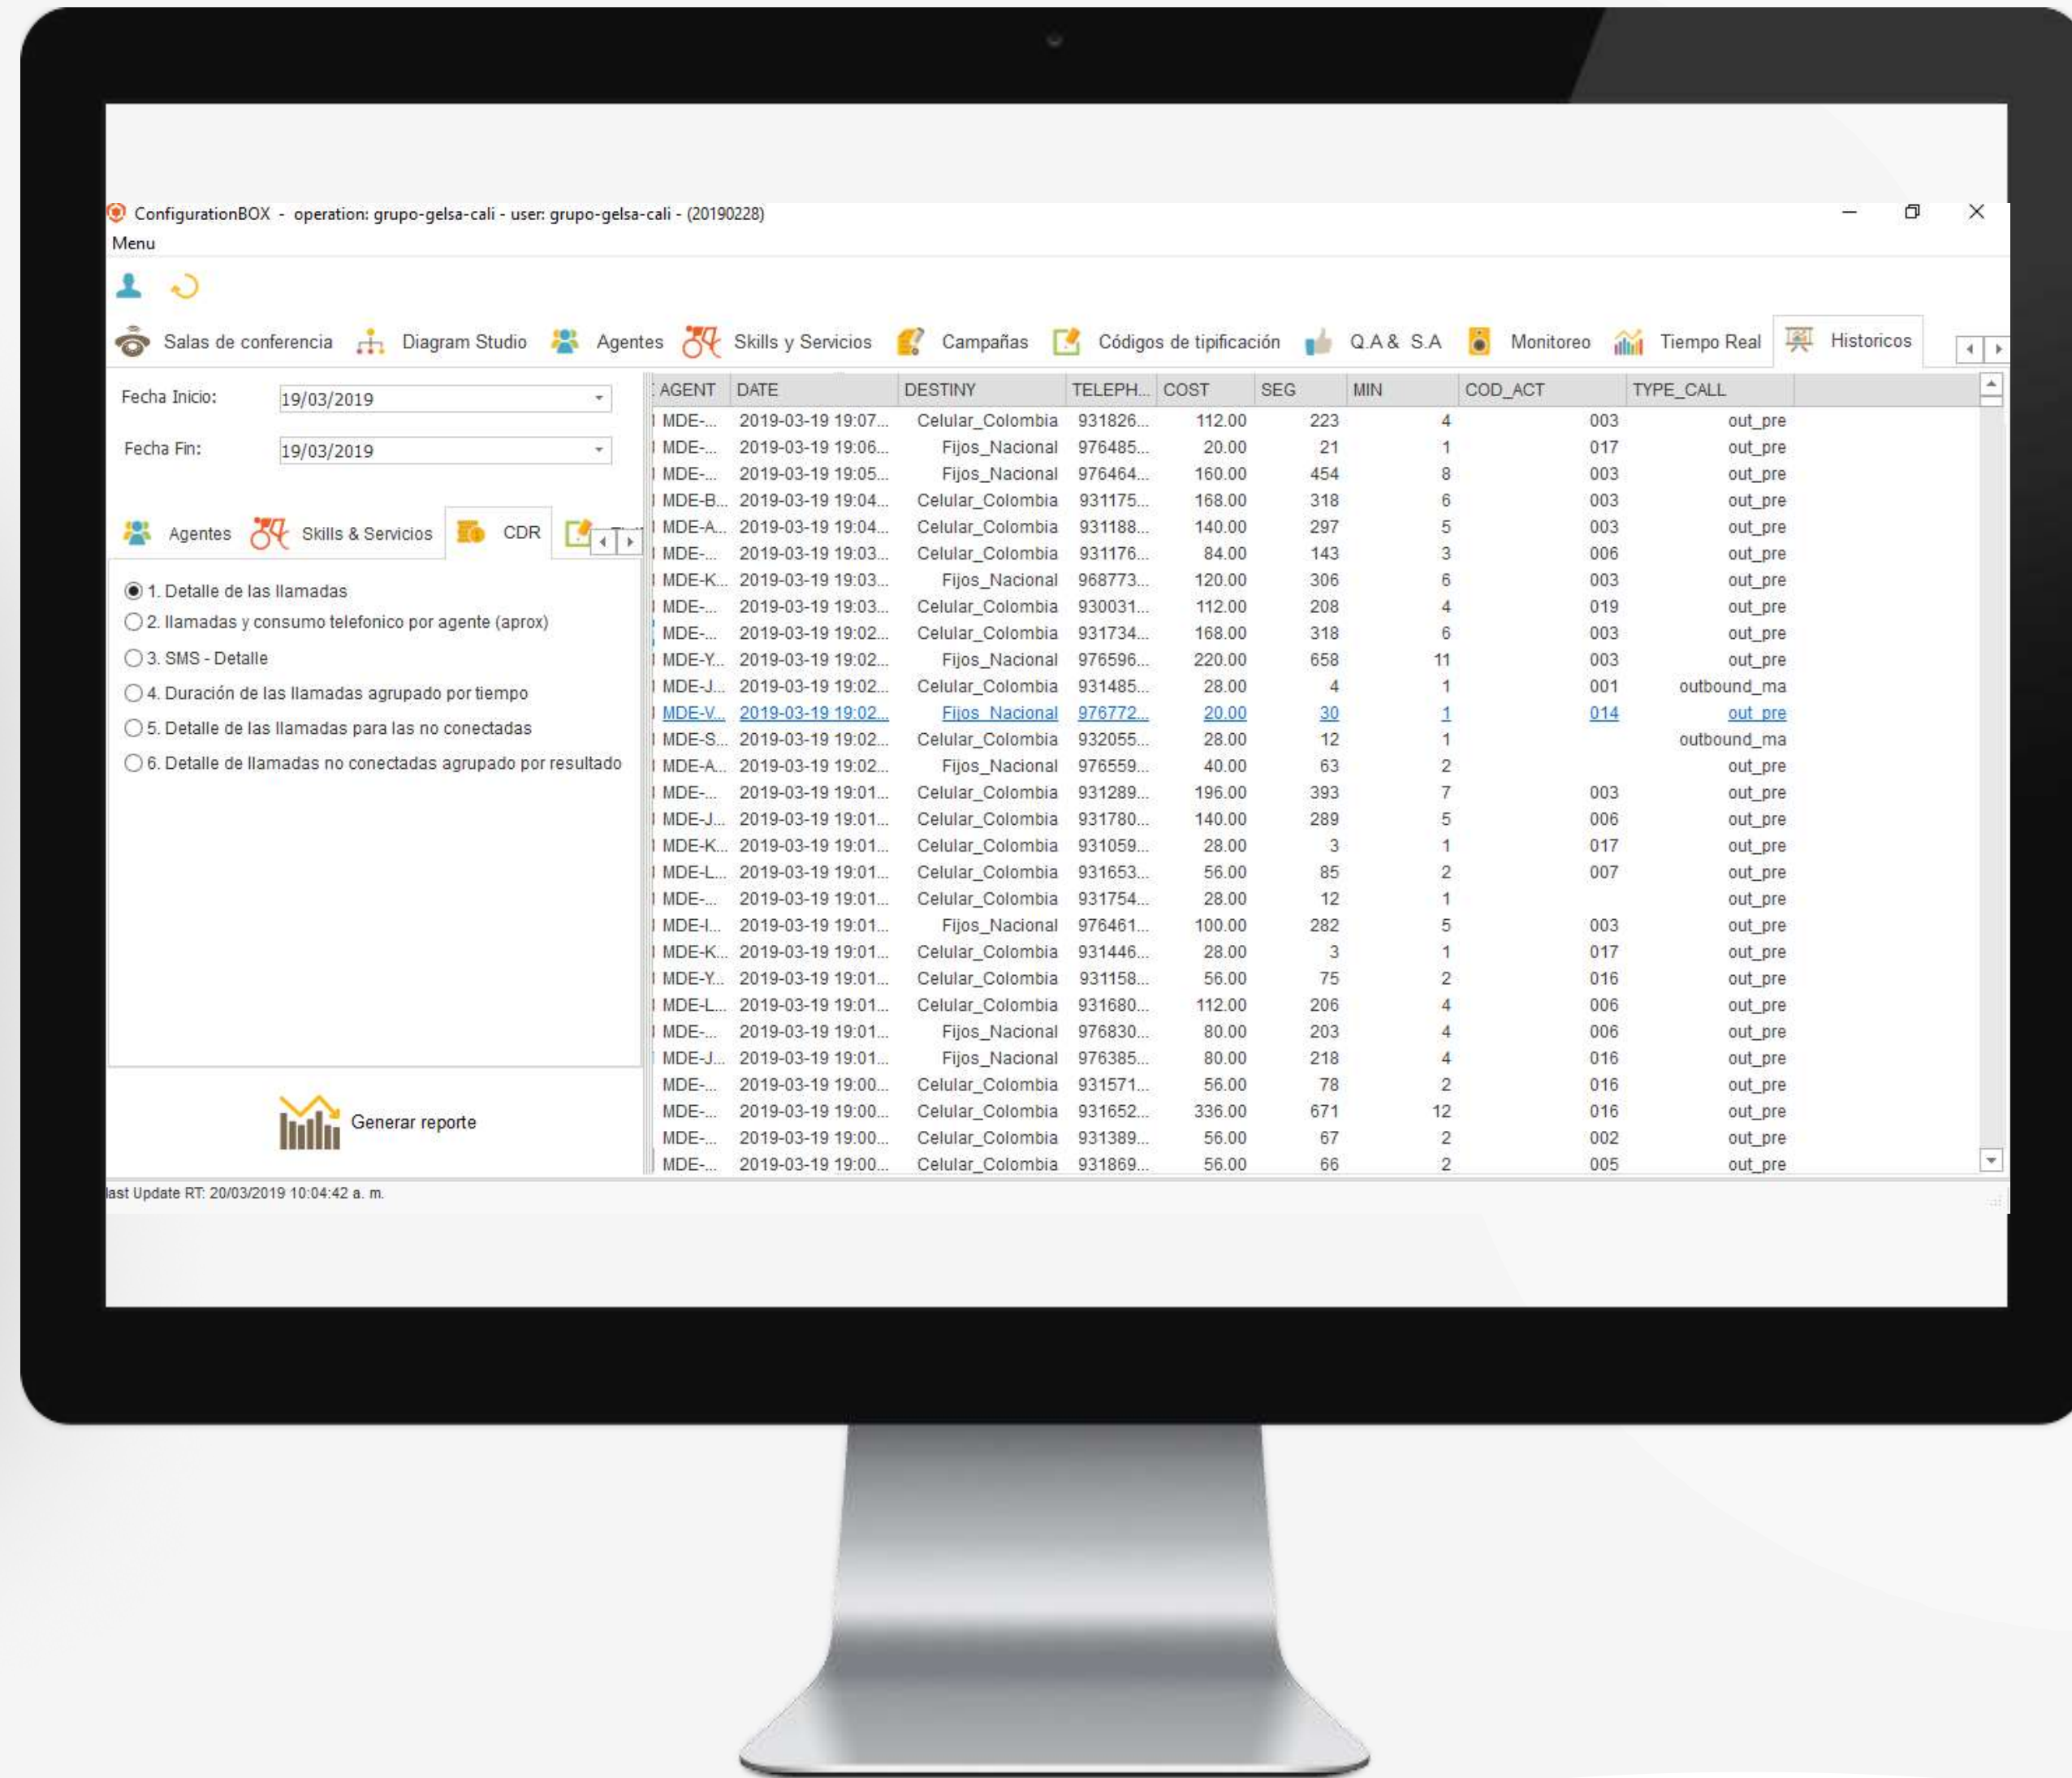 ConfigurationBOX - operation: grupo-gelsa-cali - user: grupo-gelsa-cali - (20190228)
Menu
Salas de conferencia Diagram Studio Agentes Skills y Servicios Campañas Códigos de tipificación Q.A & S.A Monitoreo Tiempo Real Historicos
Fecha Inicio: 19/03/2019
Fecha Fin: 19/03/2019
Agentes Skills & Servicios CDR
1. Detalle de las llamadas
2. llamadas y consumo telefonico por agente (aprox)
3. SMS - Detalle
4. Duración de las llamadas agrupado por tiempo
5. Detalle de las llamadas para las no conectadas
6. Detalle de llamadas no conectadas agrupado por resultado
Generar reporte
AGENT DATE DESTINY TELEPH... COST SEG MIN COD_ACT TYPE_CALL
MDE-... 2019-03-19 19:07... Celular_Colombia 931826... 112.00 223 4 003 out_pre
MDE-... 2019-03-19 19:06... Fijos_Nacional 976485... 20.00 21 1 017 out_pre
MDE-... 2019-03-19 19:05... Fijos_Nacional 976464... 160.00 454 8 003 out_pre
MDE-B... 2019-03-19 19:04... Celular_Colombia 931175... 168.00 318 6 003 out_pre
MDE-A... 2019-03-19 19:04... Celular_Colombia 931188... 140.00 297 5 003 out_pre
MDE-... 2019-03-19 19:03... Celular_Colombia 931176... 84.00 143 3 006 out_pre
MDE-K... 2019-03-19 19:03... Fijos_Nacional 968773... 120.00 306 6 003 out_pre
MDE-... 2019-03-19 19:03... Celular_Colombia 930031... 112.00 208 4 019 out_pre
MDE-... 2019-03-19 19:02... Celular_Colombia 931734... 168.00 318 6 003 out_pre
MDE-Y... 2019-03-19 19:02... Fijos_Nacional 976596... 220.00 658 11 003 out_pre
MDE-J... 2019-03-19 19:02... Celular_Colombia 931485... 28.00 4 1 001 outbound_ma
MDE-V... 2019-03-19 19:02... Fijos_Nacional 976772... 20.00 30 1 014 out_pre
MDE-S... 2019-03-19 19:02... Celular_Colombia 932055... 28.00 12 1 outbound_ma
MDE-A... 2019-03-19 19:02... Fijos_Nacional 976559... 40.00 63 2 out_pre
MDE-... 2019-03-19 19:01... Celular_Colombia 931289... 196.00 393 7 003 out_pre
MDE-J... 2019-03-19 19:01... Celular_Colombia 931780... 140.00 289 5 006 out_pre
MDE-K... 2019-03-19 19:01... Celular_Colombia 931059... 28.00 3 1 017 out_pre
MDE-L... 2019-03-19 19:01... Celular_Colombia 931653... 56.00 85 2 007 out_pre
MDE-... 2019-03-19 19:01... Celular_Colombia 931754... 28.00 12 1 out_pre
MDE-I... 2019-03-19 19:01... Fijos_Nacional 976461... 100.00 282 5 003 out_pre
MDE-K... 2019-03-19 19:01... Celular_Colombia 931446... 28.00 3 1 017 out_pre
MDE-Y... 2019-03-19 19:01... Celular_Colombia 931158... 56.00 75 2 016 out_pre
MDE-L... 2019-03-19 19:01... Celular_Colombia 931680... 112.00 206 4 006 out_pre
MDE-... 2019-03-19 19:01... Fijos_Nacional 976830... 80.00 203 4 006 out_pre
MDE-J... 2019-03-19 19:01... Fijos_Nacional 976385... 80.00 218 4 016 out_pre
MDE-... 2019-03-19 19:00... Celular_Colombia 931571... 56.00 78 2 016 out_pre
MDE-... 2019-03-19 19:00... Celular_Colombia 931652... 336.00 671 12 016 out_pre
MDE-... 2019-03-19 19:00... Celular_Colombia 931389... 56.00 67 2 002 out_pre
MDE-... 2019-03-19 19:00... Celular_Colombia 931869... 56.00 66 2 005 out_pre
last Update RT: 20/03/2019 10:04:42 a. m.